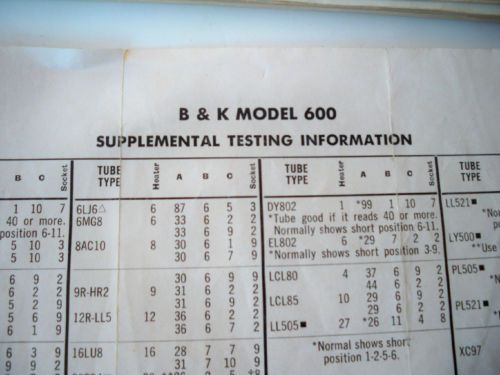 B & K MODEL 600
SUPPLEMENTAL TESTING INFORMATION
B C Socket
1 10 7
40 or more.
position 6-11.
5 10 3
5 10 3
6 9 2
6 2 2
5 9 2
5 6 9
6 1 9
6 3 9
9 0 2
TUBE TYPE Heater A B C Socket
6LJ6△ 6 87 6 5 3
6MG8 6 33 6 2 2
33 6 9 2
8AC10 8 30 6 1 9
30 6 7 9
30 6 9 9
9R-HR2 9 31 6 2 2
31 6 9 2
12R-LL5 12 36 6 2 2
36 6 7 2
16LU8 16 28 7 7 9
31 7 10 9
TUBE TYPE Heater A B C Socket
DY802 1 *99 1 10 7
*Tube good if it reads 40 or more.
Normally shows short position 6-11.
EL802 6 *29 7 2 2
*Normally shows short position 3-9.
LCL80 4 37 6 9 2
44 6 2 2
LCL85 10 29 6 9 2
29 6 2 2
LL505■ 27 *26 11 4 8
*Normal shows short
position 1-2-5-6.
TUBE TYPE
LL521■
*Norm
posi
LY500■
**Use
PL505■
PL521■
XC97